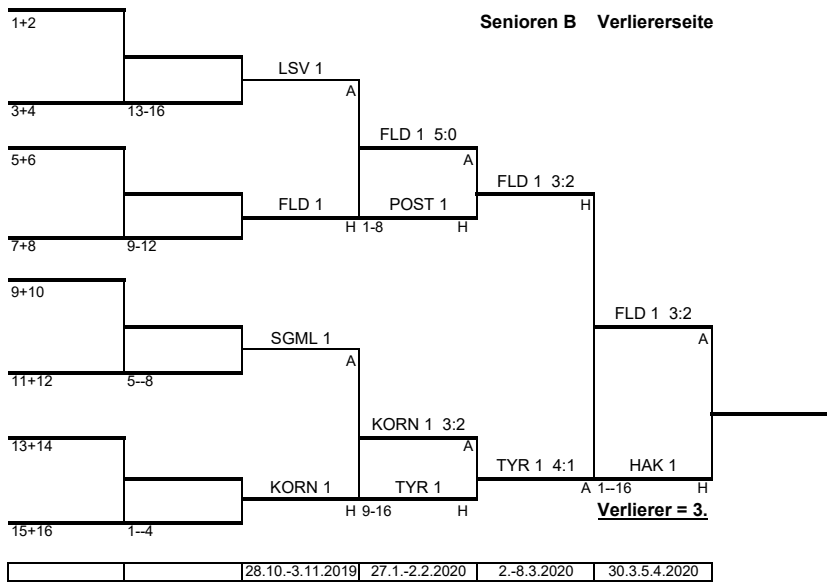 Senioren B Verliererseite
1+2
LSV 1
A
3+4 13-16
FLD 1 5:0
5+6 A
FLD 1 3:2
FLD 1 POST 1 H
H 1-8 H
7+8 9-12
9+10
FLD 1 3:2
SGML 1 A
A
11+12 5--8
KORN 1 3:2
13+14 A
TYR 1 4:1 HAK 1
KORN 1 TYR 1 A 1--16 H
H 9-16 H Verlierer = 3.
15+16 1--4
28.10.-3.11.2019 27.1.-2.2.2020 2.-8.3.2020 30.3.5.4.2020